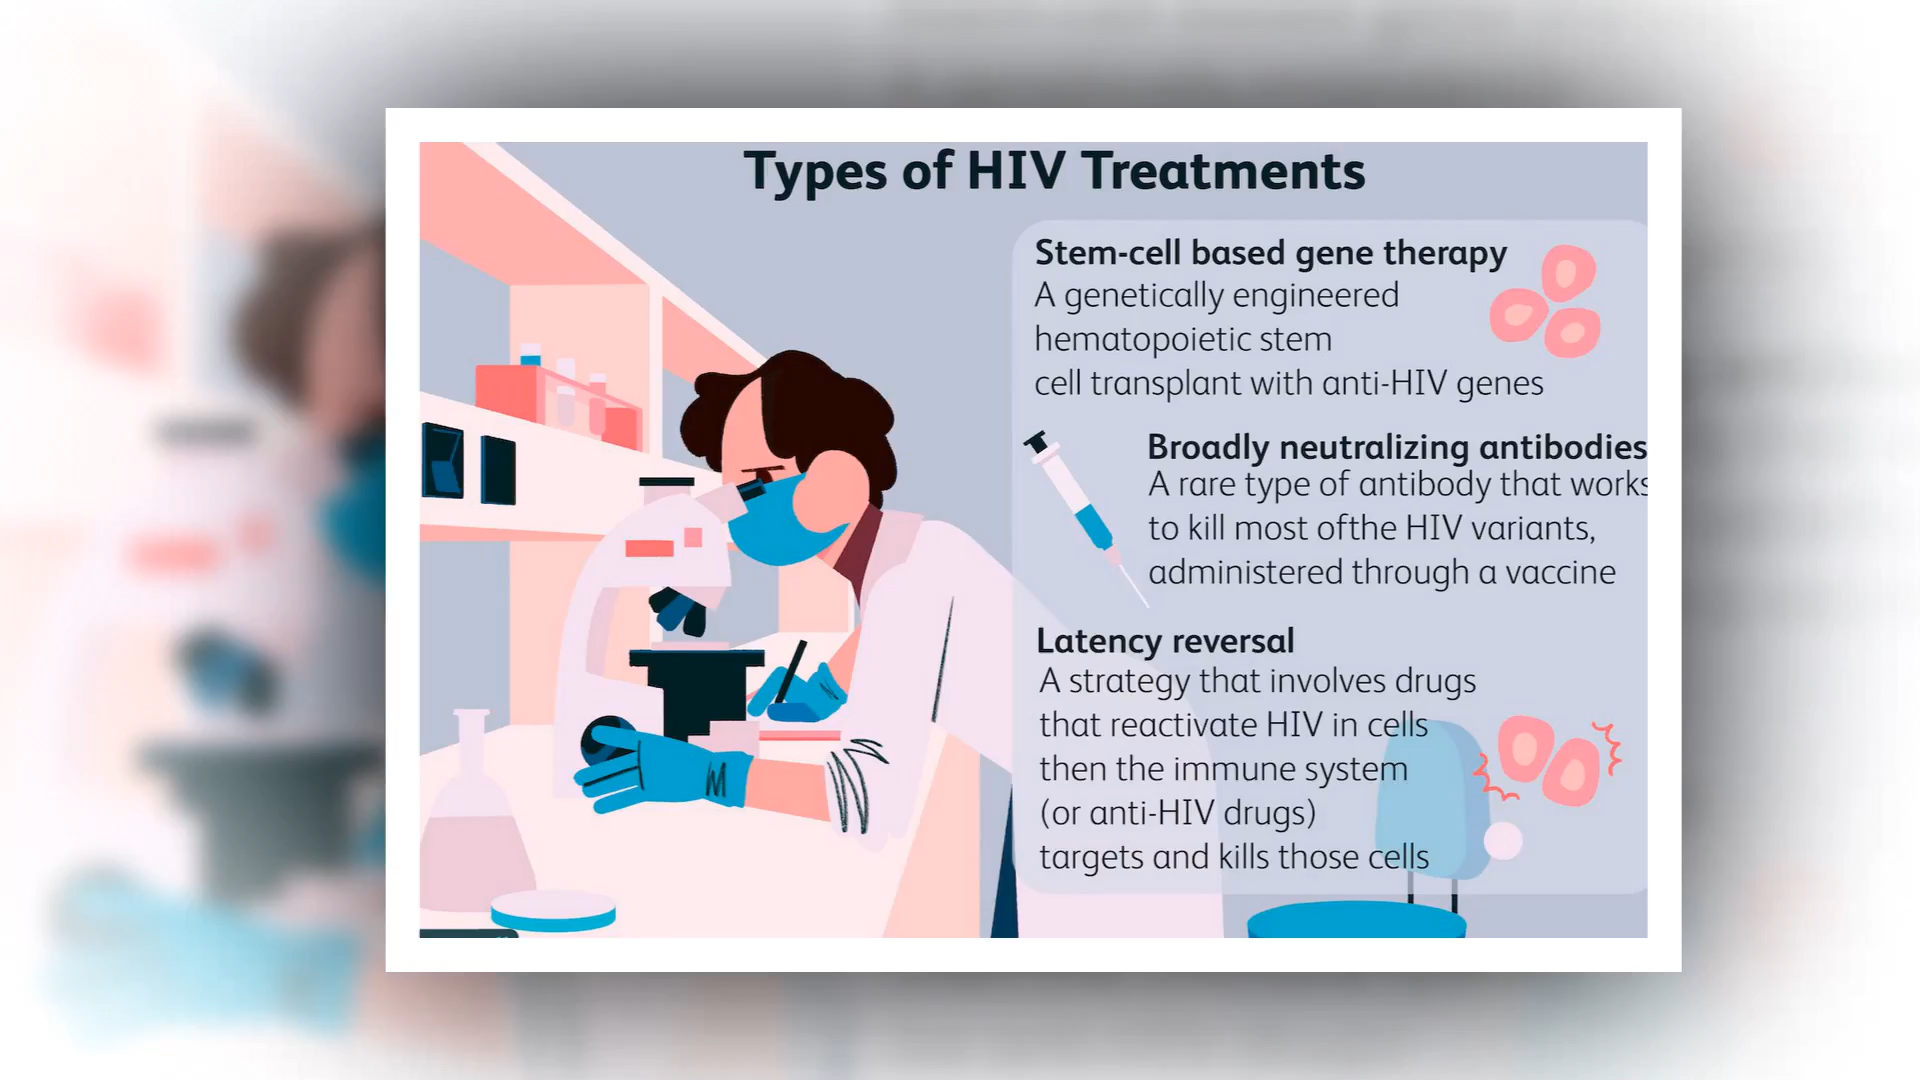 Types of HIV Treatments
Stem-cell based gene therapy
A genetically engineered
hematopoietic stem
cell transplant with anti-HIV genes
Broadly neutralizing antibodies
A rare type of antibody that works
to kill most ofthe HIV variants,
administered through a vaccine
Latency reversal
A strategy that involves drugs
that reactivate HIV in cells
then the immune system
(or anti-HIV drugs)
targets and kills those cells